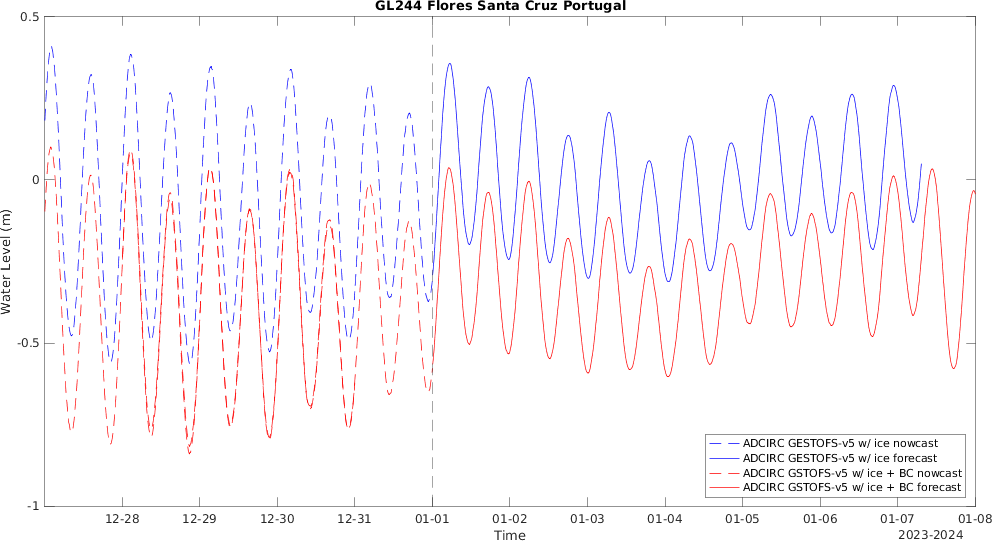 GL244 Flores Santa Cruz Portugal
0.5
0
-0.5
-1
Water Level (m)
12-28 12-29 12-30 12-31 01-01 01-02 01-03 01-04 01-05 01-06 01-07 01-08
Time
2023-2024
ADCIRC GESTOFS-v5 w/ ice nowcast
ADCIRC GESTOFS-v5 w/ ice forecast
ADCIRC GSTOFS-v5 w/ ice + BC nowcast
ADCIRC GSTOFS-v5 w/ ice + BC forecast